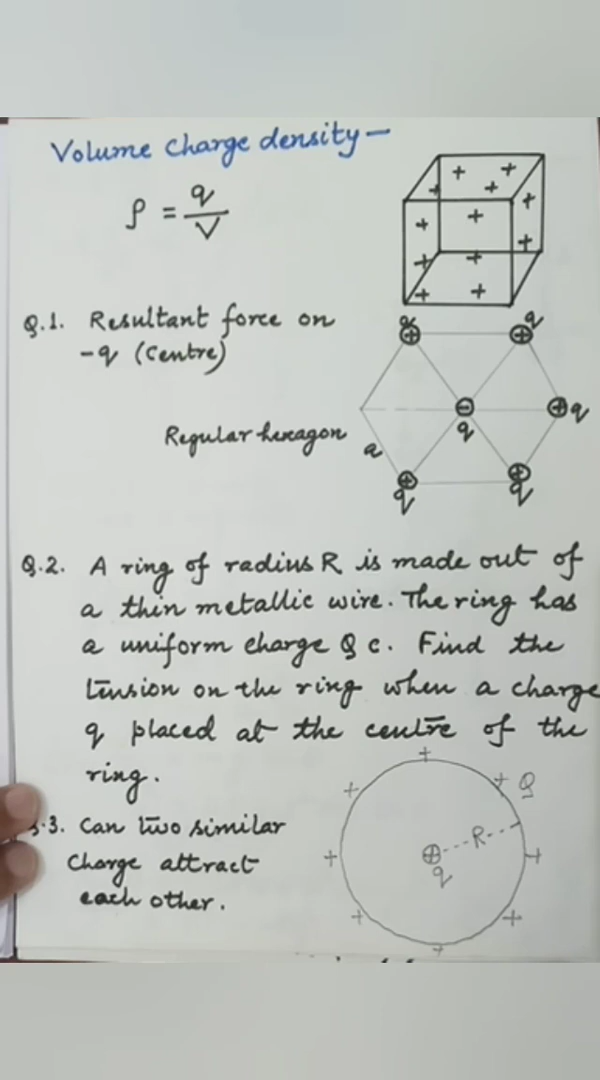 Volume charge density—
ρ = q/V
Q.1. Resultant force on
-q (Centre)
q
q
q
q
Regular hexagon
a
q
q
Q.2. A ring of radius R is made out of
a thin metallic wire. The ring has
a uniform charge Q c. Find the
tension on the ring when a charge
q placed at the centre of the
ring.
Q
R
q
.3. Can two similar
Charge attract
each other.